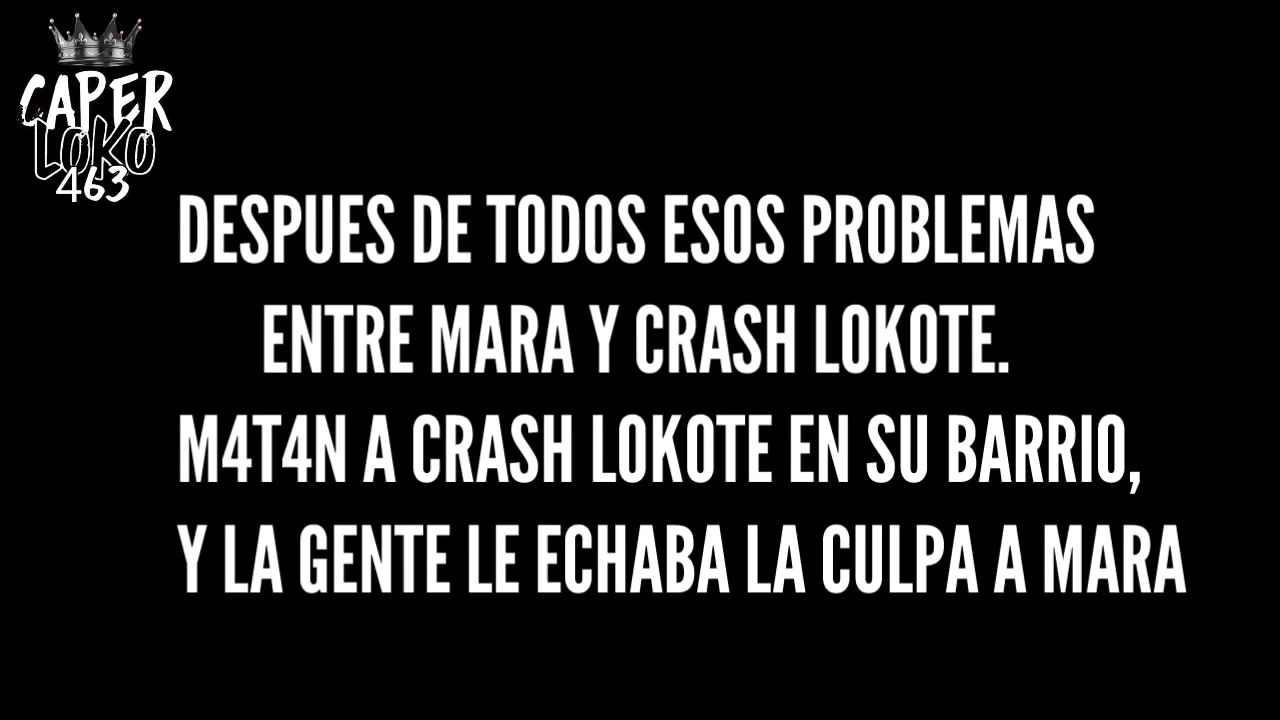 CAPER
LOKO
463
DESPUES DE TODOS ESOS PROBLEMAS
ENTRE MARA Y CRASH LOKOTE.
M4T4N A CRASH LOKOTE EN SU BARRIO,
Y LA GENTE LE ECHABA LA CULPA A MARA